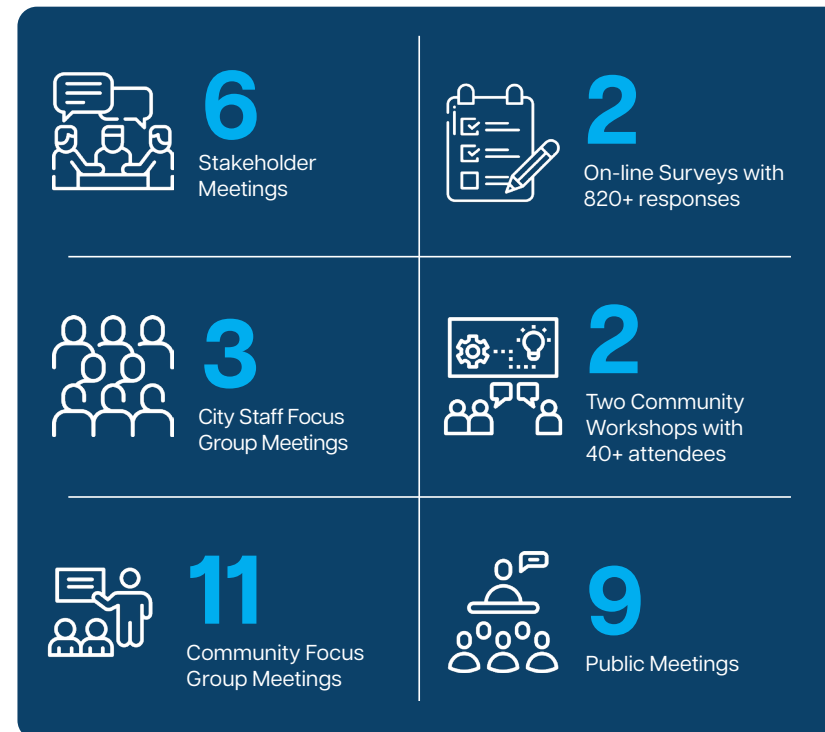 6
Stakeholder
Meetings
2
On-line Surveys with
820+ responses
3
City Staff Focus
Group Meetings
2
Two Community
Workshops with
40+ attendees
11
Community Focus
Group Meetings
9
Public Meetings